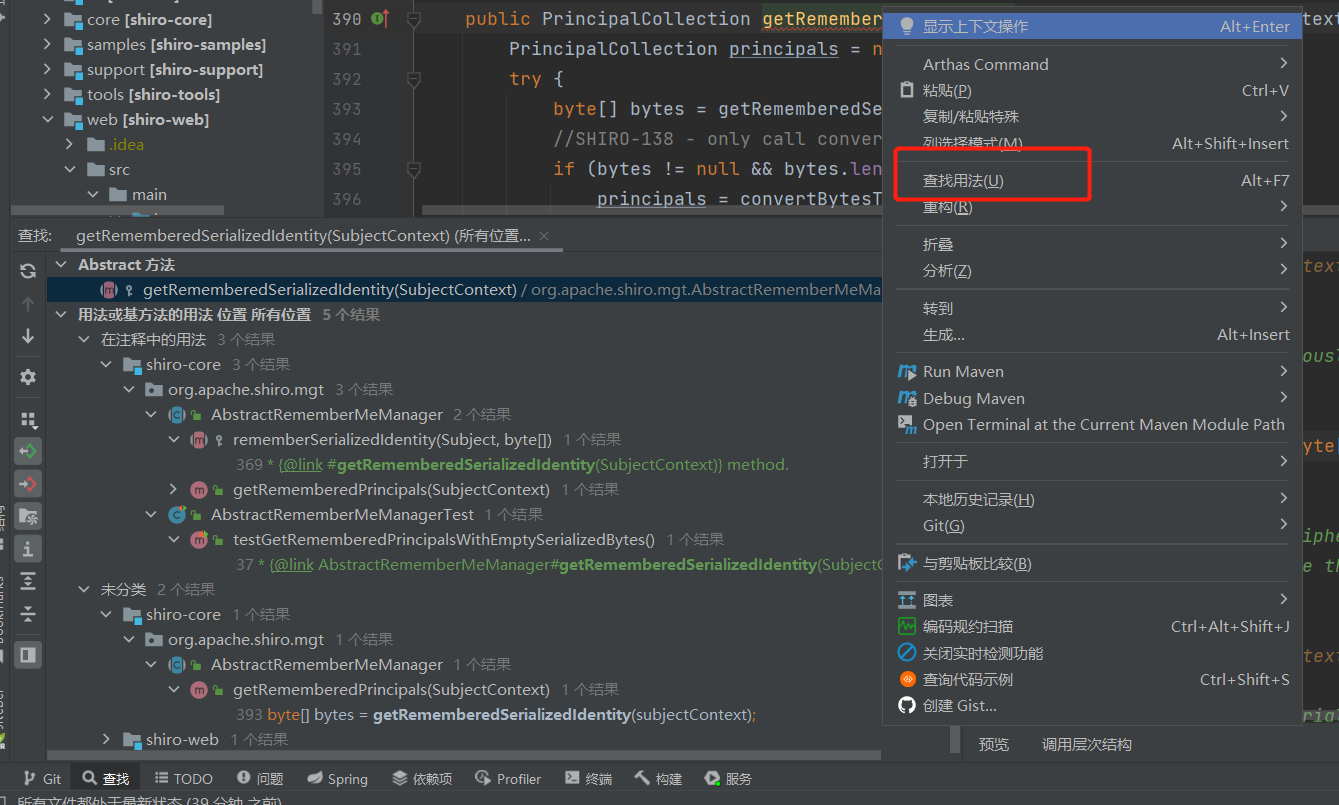 core [shiro-core]
samples [shiro-samples]
support [shiro-support]
tools [shiro-tools]
web [shiro-web]
.idea
src
main
390 public PrincipalCollection getRemember
391 PrincipalCollection principals = n
392 try {
393 byte[] bytes = getRememberedSe
394 //SHIRO-138 - only call conver
395 if (bytes != null && bytes.len
396 principals = convertBytesT
显示上下文操作 Alt+Enter
Arthas Command
粘贴(P) Ctrl+V
复制/粘贴特殊
列选择模式(M) Alt+Shift+Insert
查找用法(U) Alt+F7
重构(R)
折叠
分析(Z)
转到
生成... Alt+Insert
Run Maven
Debug Maven
Open Terminal at the Current Maven Module Path
打开于
本地历史记录(H)
Git(G)
与剪贴板比较(B)
图表
编码规约扫描 Ctrl+Alt+Shift+J
关闭实时检测功能
查询代码示例 Ctrl+Shift+S
创建 Gist...
查找: getRememberedSerializedIdentity(SubjectContext) (所有位置...
Abstract 方法
getRememberedSerializedIdentity(SubjectContext) / org.apache.shiro.mgt.AbstractRememberMeMa
用法或基方法的用法 位置 所有位置 5 个结果
在注释中的用法 3 个结果
shiro-core 3 个结果
org.apache.shiro.mgt 3 个结果
AbstractRememberMeManager 2 个结果
rememberSerializedIdentity(Subject, byte[]) 1 个结果
369 * {@link #getRememberedSerializedIdentity(SubjectContext)} method.
getRememberedPrincipals(SubjectContext) 1 个结果
AbstractRememberMeManagerTest 1 个结果
testGetRememberedPrincipalsWithEmptySerializedBytes() 1 个结果
37 * {@link AbstractRememberMeManager#getRememberedSerializedIdentity(SubjectC
未分类 2 个结果
shiro-core 1 个结果
org.apache.shiro.mgt 1 个结果
AbstractRememberMeManager 1 个结果
getRememberedPrincipals(SubjectContext) 1 个结果
393 byte[] bytes = getRememberedSerializedIdentity(subjectContext);
shiro-web 1 个结果
预览 调用层次结构
Git 查找 TODO 问题 Spring 依赖项 Profiler 终端 构建 服务
所有文件都处于最新状态 (39 分钟 之前)